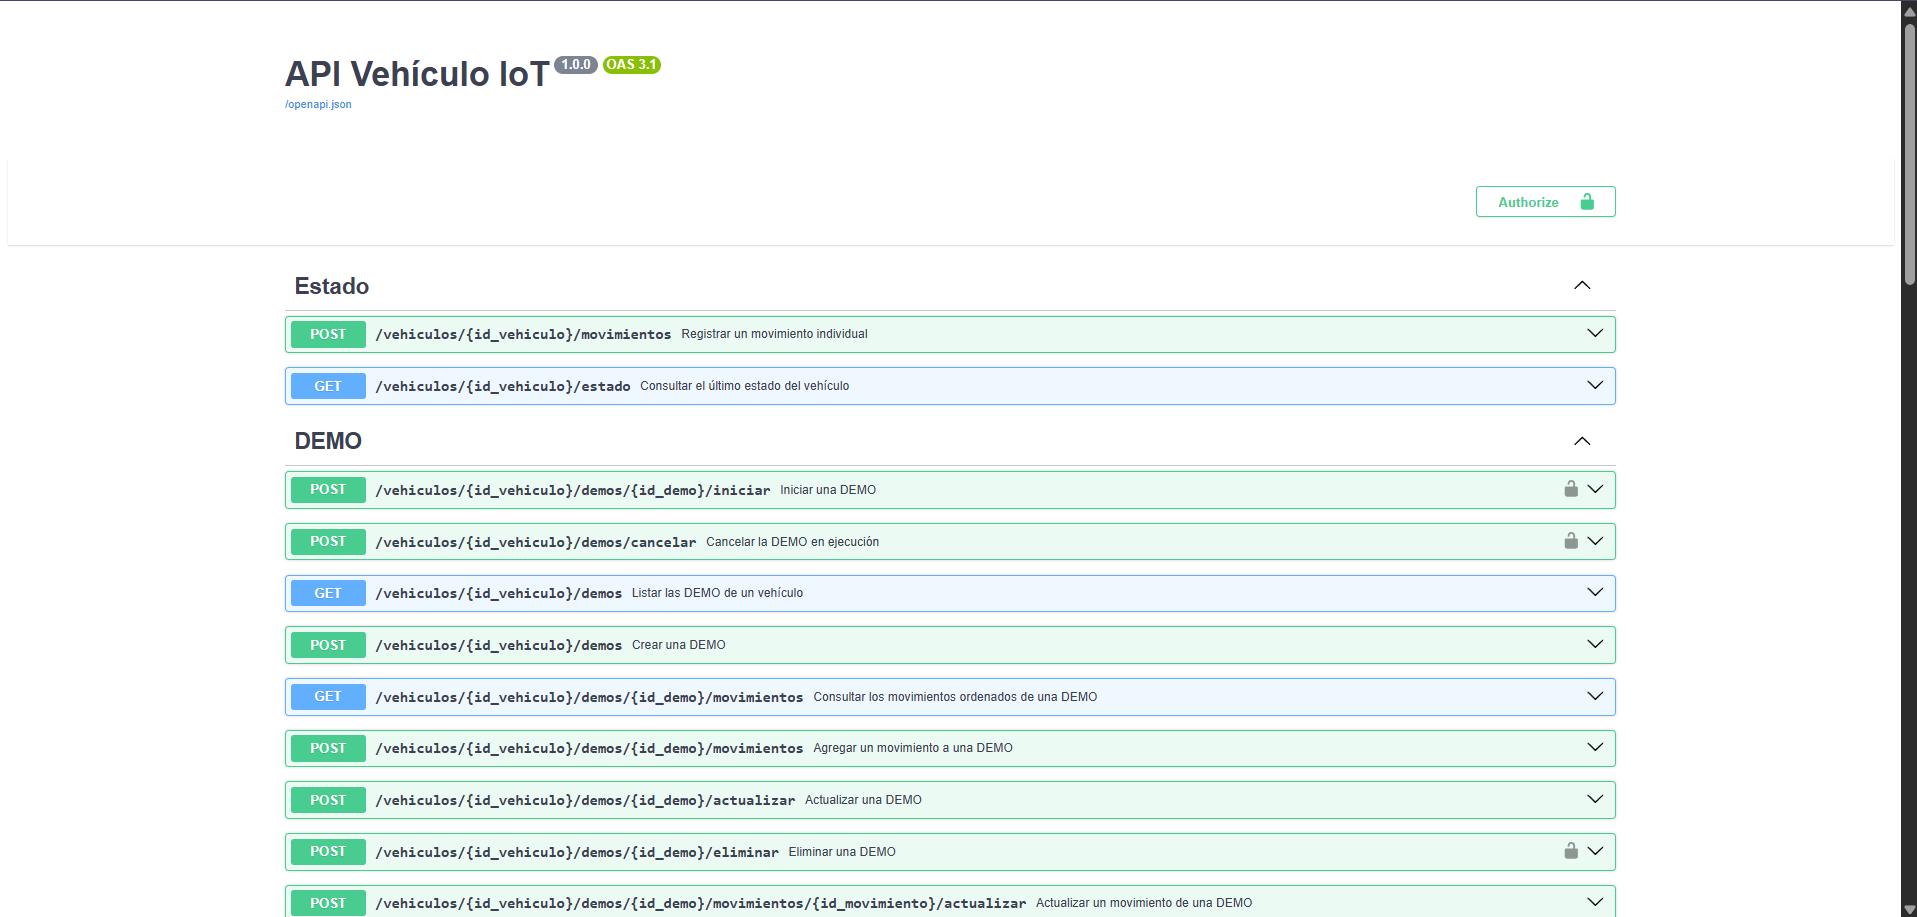 API Vehículo IoT 1.0.0 OAS 3.1
/openapi.json
Authorize
Estado
POST /vehiculos/{id_vehiculo}/movimientos Registrar un movimiento individual
GET /vehiculos/{id_vehiculo}/estado Consultar el último estado del vehículo
DEMO
POST /vehiculos/{id_vehiculo}/demos/{id_demo}/iniciar Iniciar una DEMO
POST /vehiculos/{id_vehiculo}/demos/cancelar Cancelar la DEMO en ejecución
GET /vehiculos/{id_vehiculo}/demos Listar las DEMO de un vehículo
POST /vehiculos/{id_vehiculo}/demos Crear una DEMO
GET /vehiculos/{id_vehiculo}/demos/{id_demo}/movimientos Consultar los movimientos ordenados de una DEMO
POST /vehiculos/{id_vehiculo}/demos/{id_demo}/movimientos Agregar un movimiento a una DEMO
POST /vehiculos/{id_vehiculo}/demos/{id_demo}/actualizar Actualizar una DEMO
POST /vehiculos/{id_vehiculo}/demos/{id_demo}/eliminar Eliminar una DEMO
POST /vehiculos/{id_vehiculo}/demos/{id_demo}/movimientos/{id_movimiento}/actualizar Actualizar un movimiento de una DEMO